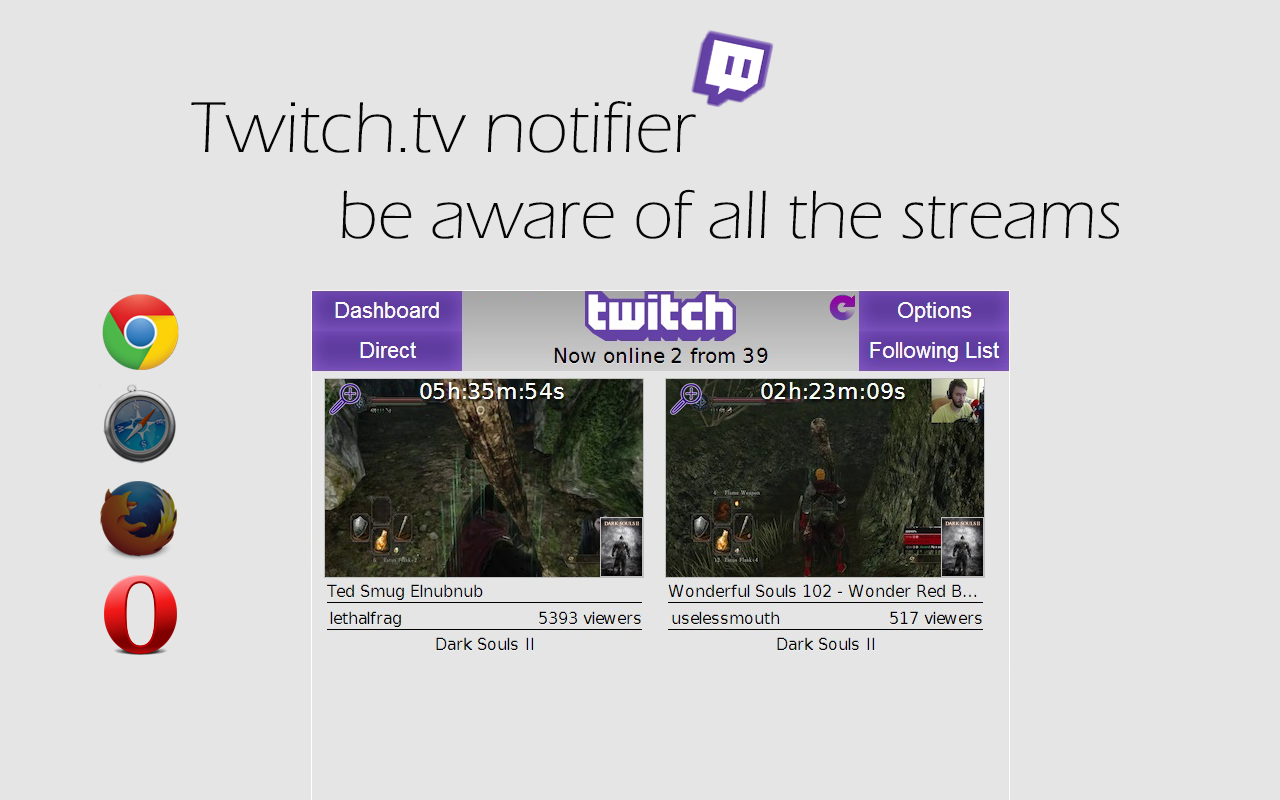 Twitch.tv notifier
be aware of all the streams
Dashboard
Direct
twitch
Now online 2 from 39
Options
Following List
05h:35m:54s
02h:23m:09s
DARK SOULS II
DARK SOULS II
Ted Smug Elnubnub
Wonderful Souls 102 - Wonder Red B...
lethalfrag 5393 viewers
uselessmouth 517 viewers
Dark Souls II
Dark Souls II